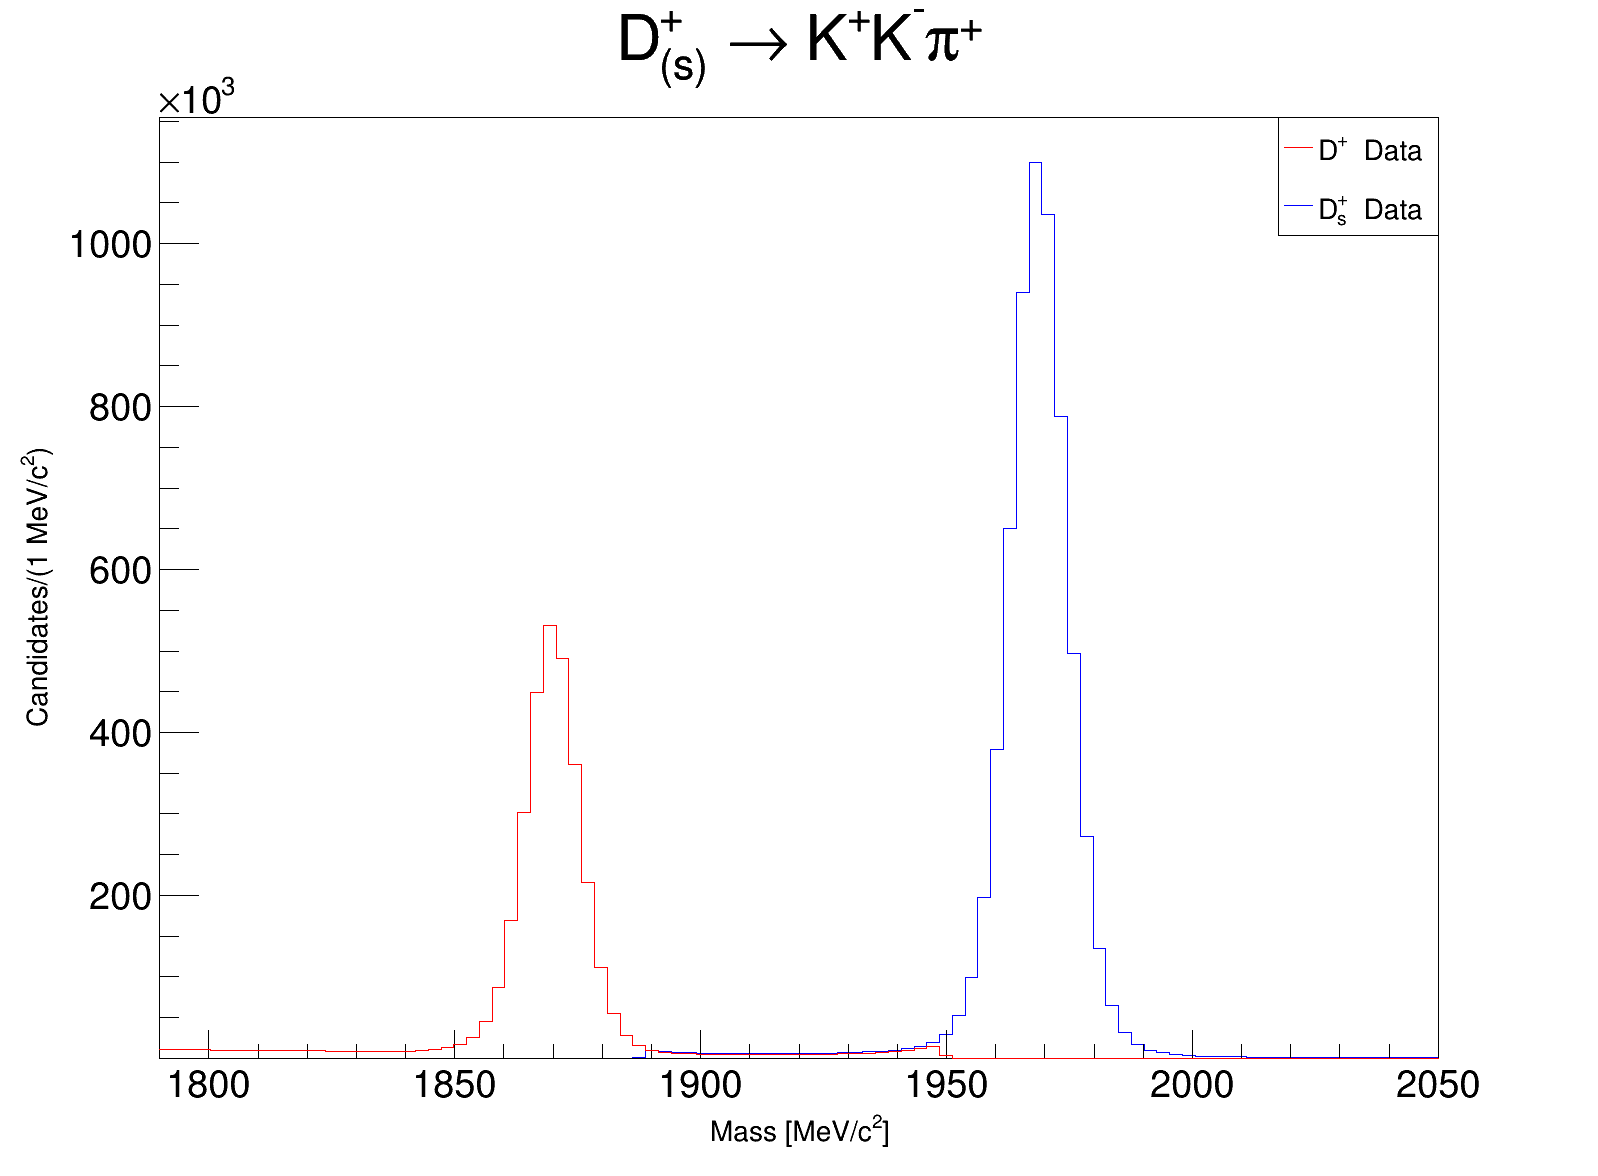 D⁺₍ₛ₎ → K⁺K⁻π⁺
×10³
D⁺ Data
Dₛ⁺ Data
1000
800
600
400
200
Candidates/(1 MeV/c²)
1800 1850 1900 1950 2000 2050
Mass [MeV/c²]